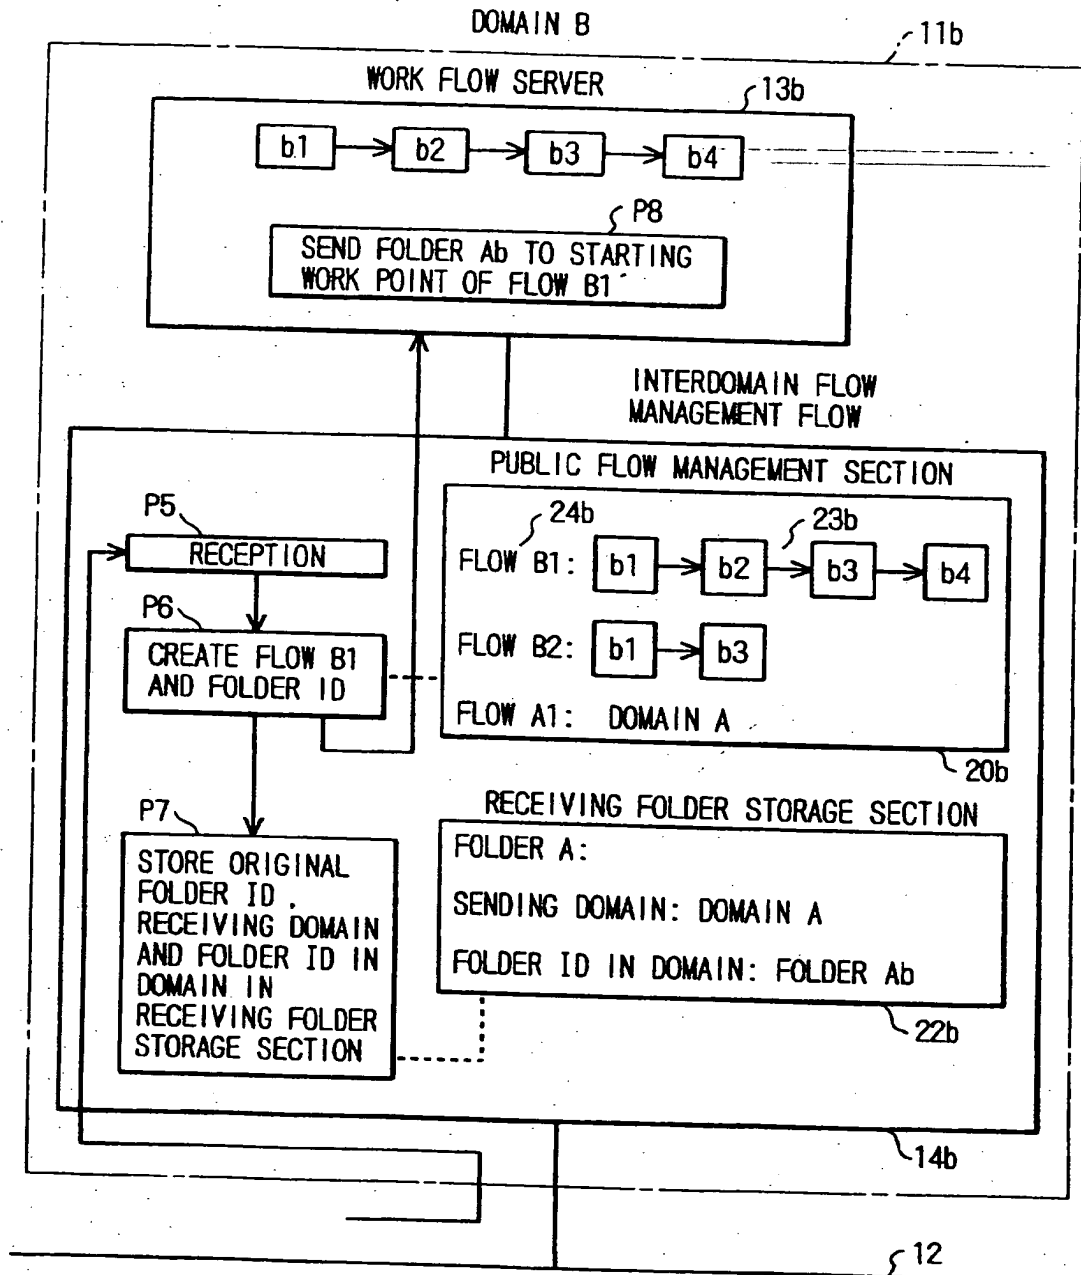 DOMAIN B
11b
WORK FLOW SERVER
13b
b1 b2 b3 b4
P8
SEND FOLDER Ab TO STARTING
WORK POINT OF FLOW B1
INTERDOMAIN FLOW
MANAGEMENT FLOW
PUBLIC FLOW MANAGEMENT SECTION
P5
RECEPTION
24b
23b
FLOW B1: b1 b2 b3 b4
P6
CREATE FLOW B1
AND FOLDER ID
FLOW B2: b1 b3
FLOW A1: DOMAIN A
20b
P7
STORE ORIGINAL
FOLDER ID .
RECEIVING DOMAIN
AND FOLDER ID IN
DOMAIN IN
RECEIVING FOLDER
STORAGE SECTION
RECEIVING FOLDER STORAGE SECTION
FOLDER A:
SENDING DOMAIN: DOMAIN A
FOLDER ID IN DOMAIN: FOLDER Ab
22b
14b
12